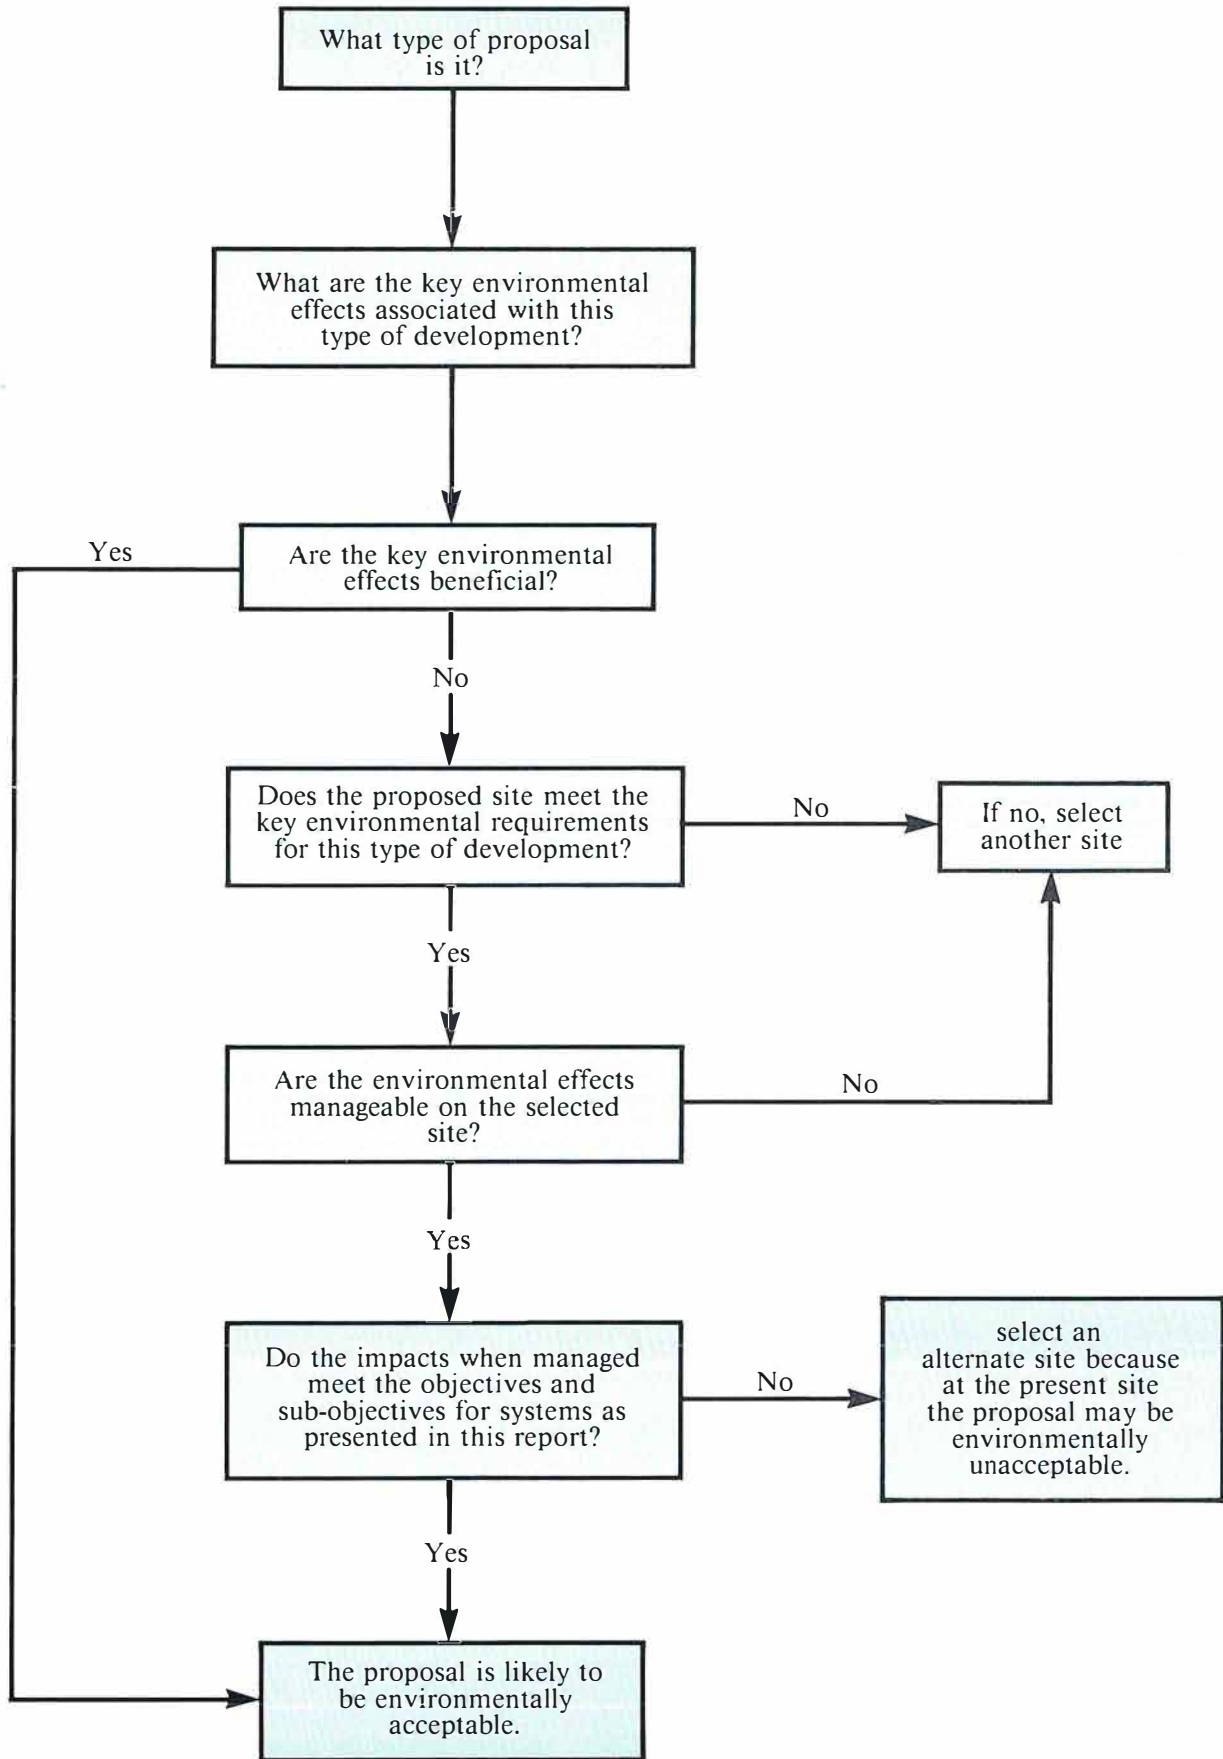 What type of proposal
is it?
What are the key environmental
effects associated with this
type of development?
Yes
Are the key environmental
effects beneficial?
No
Does the proposed site meet the
key environmental requirements
for this type of development?
No
If no, select
another site
Yes
Are the environmental effects
manageable on the selected
site?
No
Yes
Do the impacts when managed
meet the objectives and
sub-objectives for systems as
presented in this report?
No
select an
alternate site because
at the present site
the proposal may be
environmentally
unacceptable.
Yes
The proposal is likely to
be environmentally
acceptable.